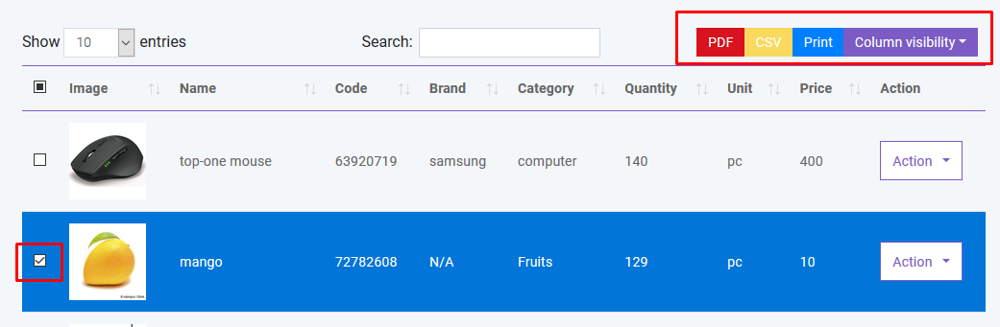 Show 10 entries Search: PDF CSV Print Column visibility
Image Name Code Brand Category Quantity Unit Price Action
top-one mouse 63920719 samsung computer 140 pc 400 Action
mango 72782608 N/A Fruits 129 pc 10 Action